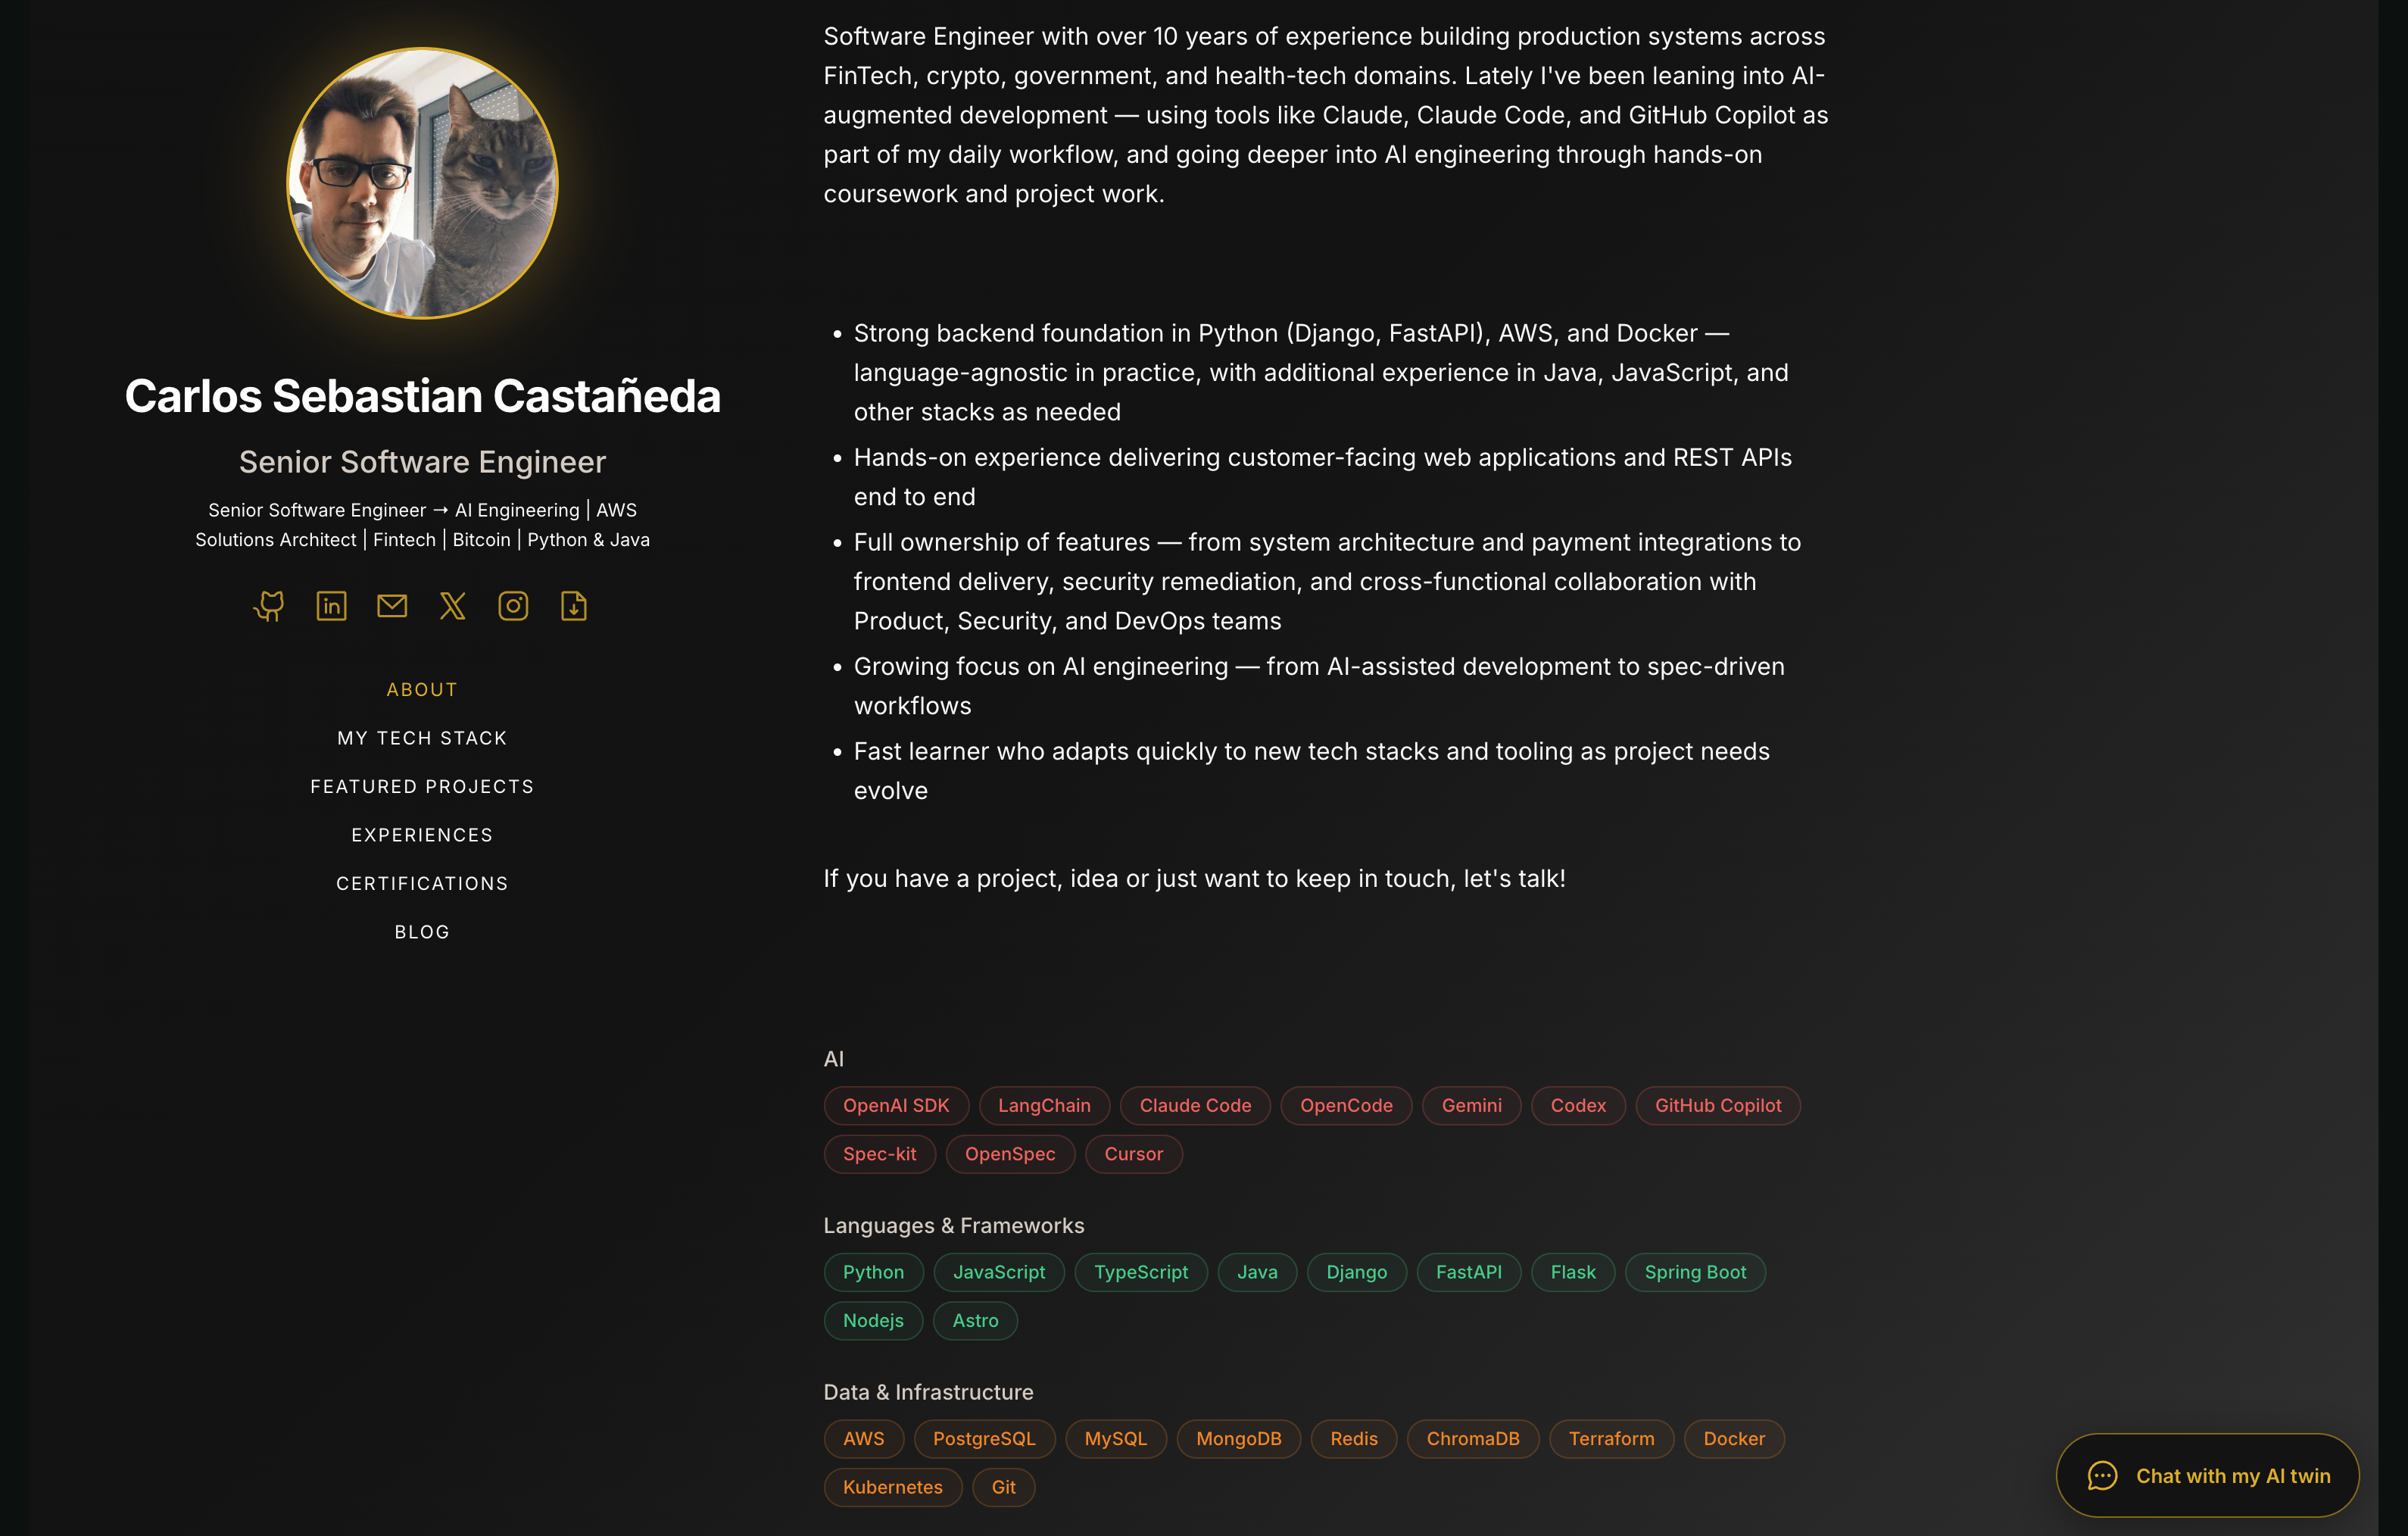 Carlos Sebastian Castañeda
Senior Software Engineer
Senior Software Engineer → AI Engineering | AWS
Solutions Architect | Fintech | Bitcoin | Python & Java
ABOUT
MY TECH STACK
FEATURED PROJECTS
EXPERIENCES
CERTIFICATIONS
BLOG
Software Engineer with over 10 years of experience building production systems across
FinTech, crypto, government, and health-tech domains. Lately I've been leaning into AI-
augmented development — using tools like Claude, Claude Code, and GitHub Copilot as
part of my daily workflow, and going deeper into AI engineering through hands-on
coursework and project work.
• Strong backend foundation in Python (Django, FastAPI), AWS, and Docker —
language-agnostic in practice, with additional experience in Java, JavaScript, and
other stacks as needed
• Hands-on experience delivering customer-facing web applications and REST APIs
end to end
• Full ownership of features — from system architecture and payment integrations to
frontend delivery, security remediation, and cross-functional collaboration with
Product, Security, and DevOps teams
• Growing focus on AI engineering — from AI-assisted development to spec-driven
workflows
• Fast learner who adapts quickly to new tech stacks and tooling as project needs
evolve
If you have a project, idea or just want to keep in touch, let's talk!
AI
OpenAI SDK LangChain Claude Code OpenCode Gemini Codex GitHub Copilot
Spec-kit OpenSpec Cursor
Languages & Frameworks
Python JavaScript TypeScript Java Django FastAPI Flask Spring Boot
Nodejs Astro
Data & Infrastructure
AWS PostgreSQL MySQL MongoDB Redis ChromaDB Terraform Docker
Kubernetes Git
Chat with my AI twin